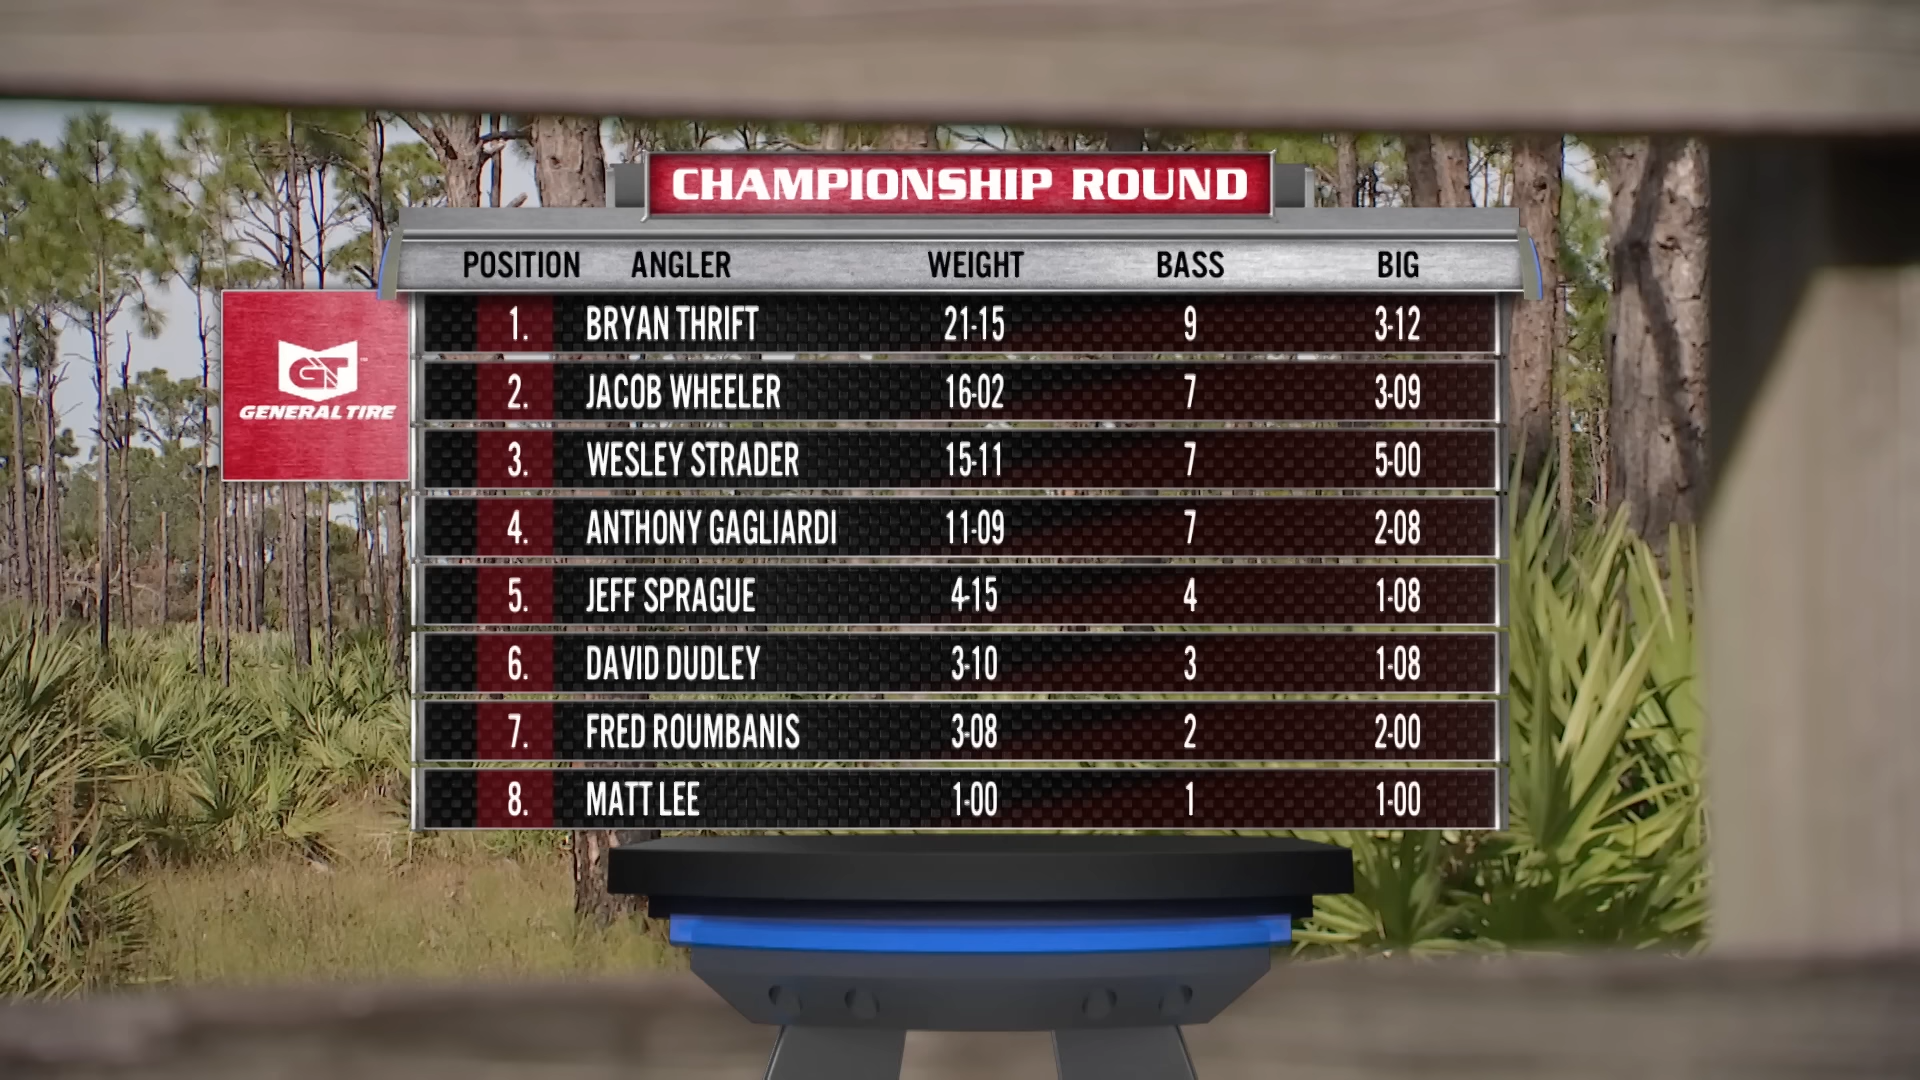 CHAMPIONSHIP ROUND
POSITION ANGLER WEIGHT BASS BIG
1. BRYAN THRIFT 21-15 9 3-12
2. JACOB WHEELER 16-02 7 3-09
3. WESLEY STRADER 15-11 7 5-00
4. ANTHONY GAGLIARDI 11-09 7 2-08
5. JEFF SPRAGUE 4-15 4 1-08
6. DAVID DUDLEY 3-10 3 1-08
7. FRED ROUMBANIS 3-08 2 2-00
8. MATT LEE 1-00 1 1-00
GT™
GENERAL TIRE